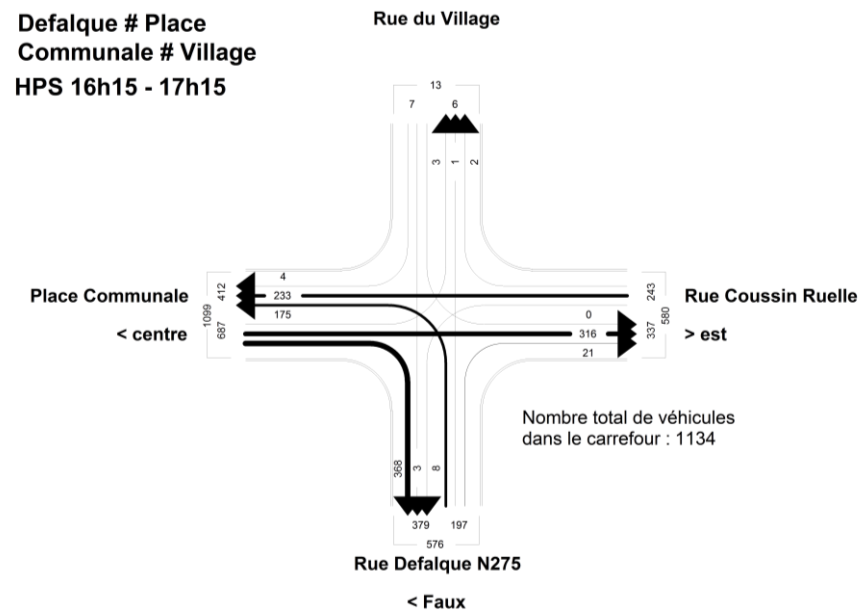 Defalque # Place
Communale # Village
HPS 16h15 - 17h15
Rue du Village
13
7 6
3 1 2
4
412 233 243
Place Communale Rue Coussin Ruelle
1099 175 0 580
< centre 687 316 337 > est
21
Nombre total de véhicules
dans le carrefour : 1134
368 3 8
379 197
576
Rue Defalque N275
< Faux